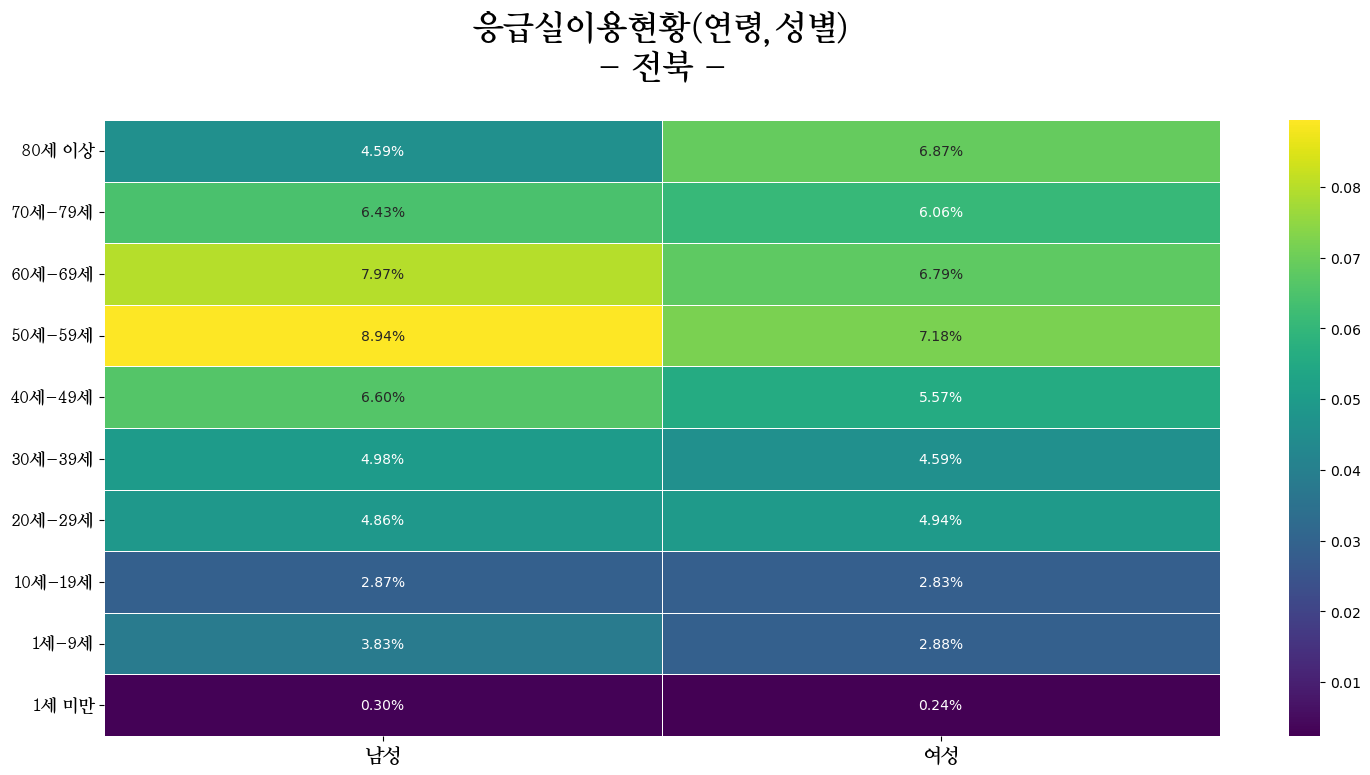 응급실이용현황(연령, 성별)
- 전북 -
80세 이상 4.59% 6.87%
70세-79세 6.43% 6.06%
60세-69세 7.97% 6.79%
50세-59세 8.94% 7.18%
40세-49세 6.60% 5.57%
30세-39세 4.98% 4.59%
20세-29세 4.86% 4.94%
10세-19세 2.87% 2.83%
1세-9세 3.83% 2.88%
1세 미만 0.30% 0.24%
남성 여성
0.08
0.07
0.06
0.05
0.04
0.03
0.02
0.01